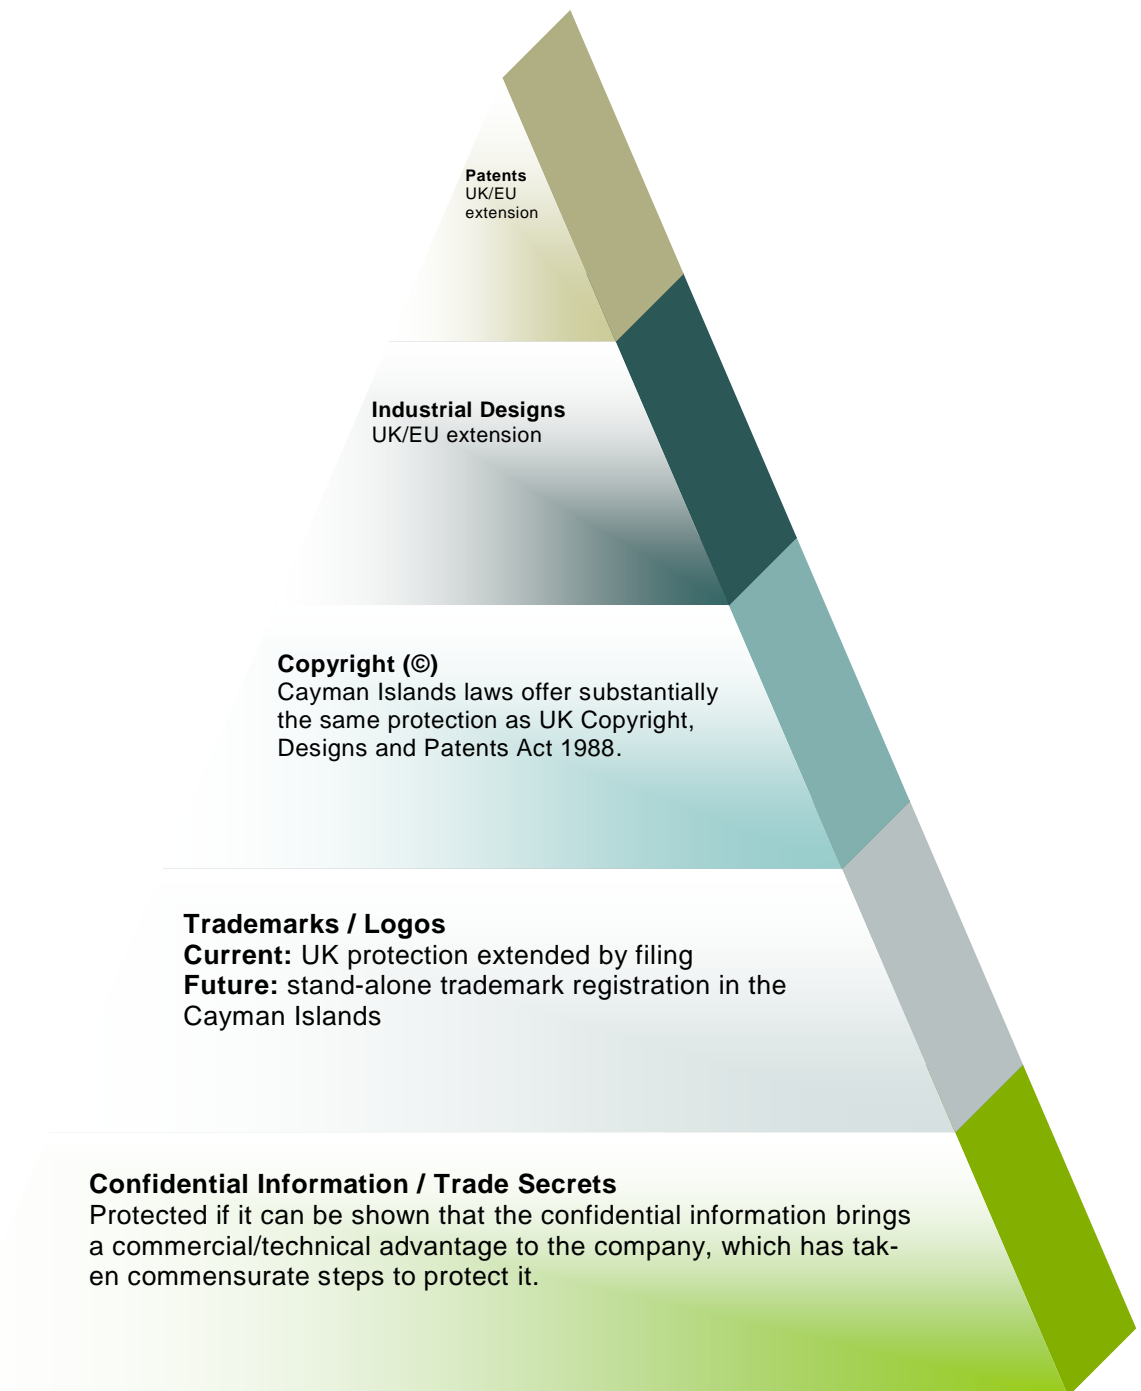 Patents
UK/EU
extension
Industrial Designs
UK/EU extension
Copyright (©)
Cayman Islands laws offer substantially
the same protection as UK Copyright,
Designs and Patents Act 1988.
Trademarks / Logos
Current: UK protection extended by filing
Future: stand-alone trademark registration in the
Cayman Islands
Confidential Information / Trade Secrets
Protected if it can be shown that the confidential information brings
a commercial/technical advantage to the company, which has tak-
en commensurate steps to protect it.